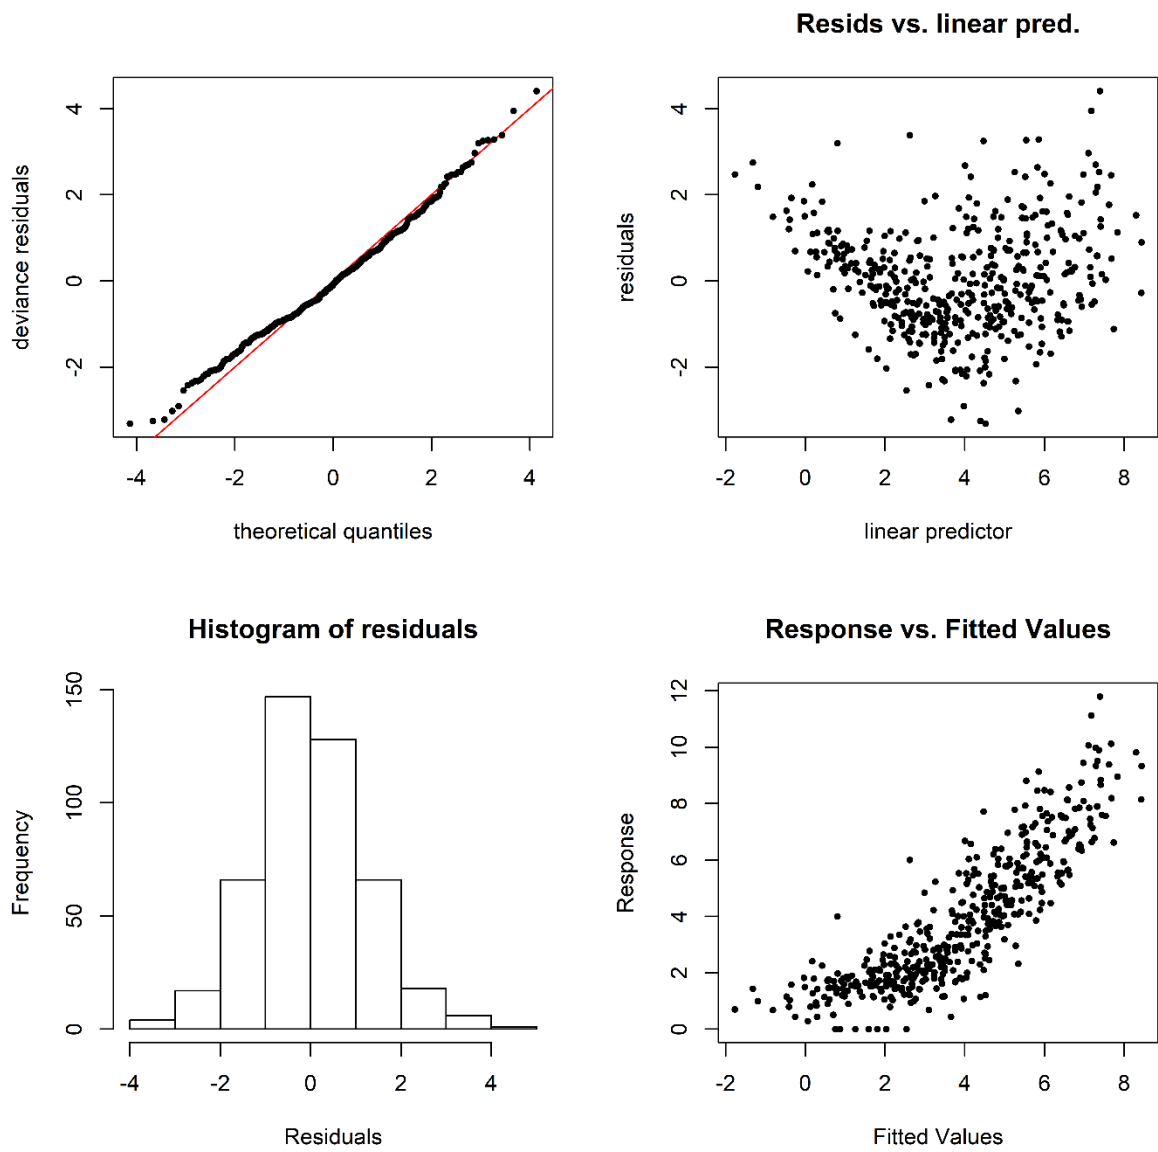 deviance residuals
4
2
0
-2
-4 -2 0 2 4
theoretical quantiles
Resids vs. linear pred.
residuals
4
2
0
-2
-2 0 2 4 6 8
linear predictor
Histogram of residuals
Frequency
150
100
50
0
-4 -2 0 2 4
Residuals
Response vs. Fitted Values
Response
12
10
8
6
4
2
0
-2 0 2 4 6 8
Fitted Values